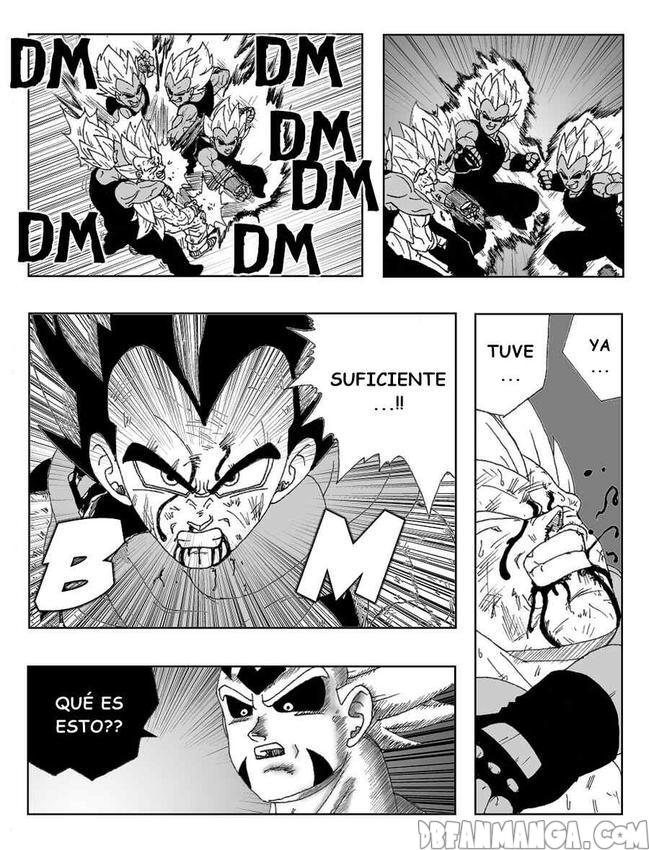 DM
DM
DM
DM
DM
DM
YA
...
TUVE
...
SUFICIENTE
...!!
B M
QUÉ ES
ESTO??
DBFANMANGA.COM